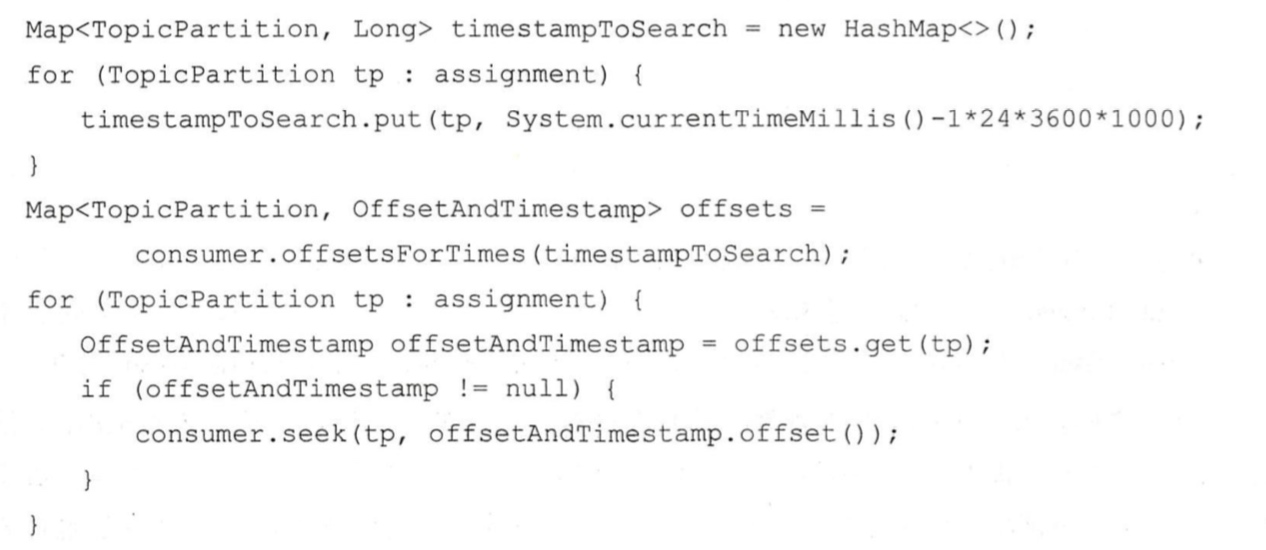 Map<TopicPartition, Long> timestampToSearch = new HashMap<>();
for (TopicPartition tp : assignment) {
    timestampToSearch.put(tp, System.currentTimeMillis()-1*24*3600*1000);
}
Map<TopicPartition, OffsetAndTimestamp> offsets =
        consumer.offsetsForTimes(timestampToSearch);
for (TopicPartition tp : assignment) {
    OffsetAndTimestamp offsetAndTimestamp = offsets.get(tp);
    if (offsetAndTimestamp != null) {
        consumer.seek(tp, offsetAndTimestamp.offset());
    }
}